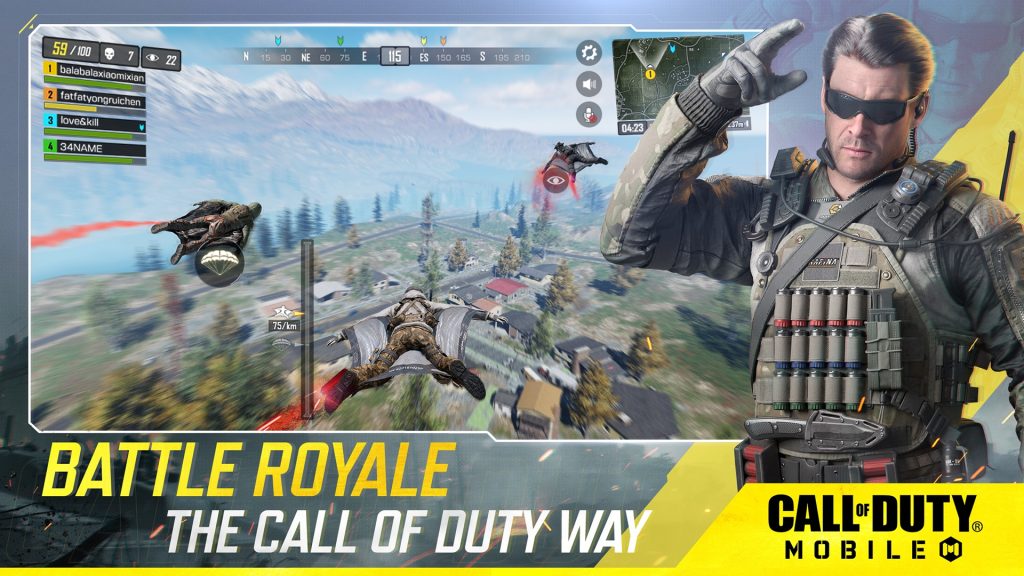 59 / 100 7 22
1 balabalaxiaomixian
2 fatfatyongruichen
3 love&kill
4 34NAME
N 15 30 NE 60 75 E 115 ES 150 165 S 195 210
1
04:23
75/km
BATTLE ROYALE
THE CALL OF DUTY WAY
CALL OF DUTY®
MOBILE